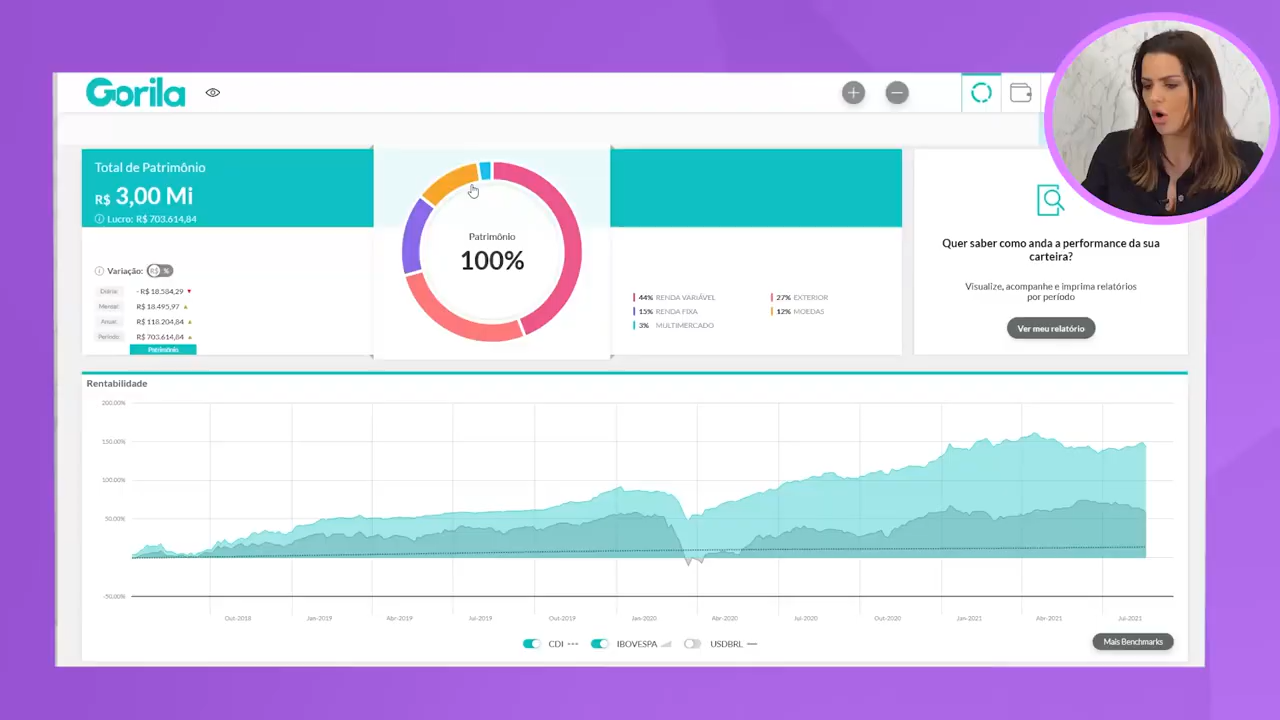 Gorila
Total de Patrimônio
R$ 3,00 Mi
Lucro: R$ 703.614,84
Variação: R$ %
Diária: - R$ 18.584,29
Mensal: R$ 18.495,97
Anual: R$ 118.204,84
Período: R$ 703.614,84
Patrimônio
Patrimônio
100%
44% RENDA VARIÁVEL
27% EXTERIOR
15% RENDA FIXA
12% MOEDAS
3% MULTIMERCADO
Quer saber como anda a performance da sua
carteira?
Visualize, acompanhe e imprima relatórios
por período
Ver meu relatório
Rentabilidade
200.00%
150.00%
100.00%
50.00%
0.00%
-50.00%
Out-2018 Jan-2019 Abr-2019 Jul-2019 Out-2019 Jan-2020 Abr-2020 Jul-2020 Out-2020 Jan-2021 Abr-2021 Jul-2021
CDI IBOVESPA USDBRL
Mais Benchmarks